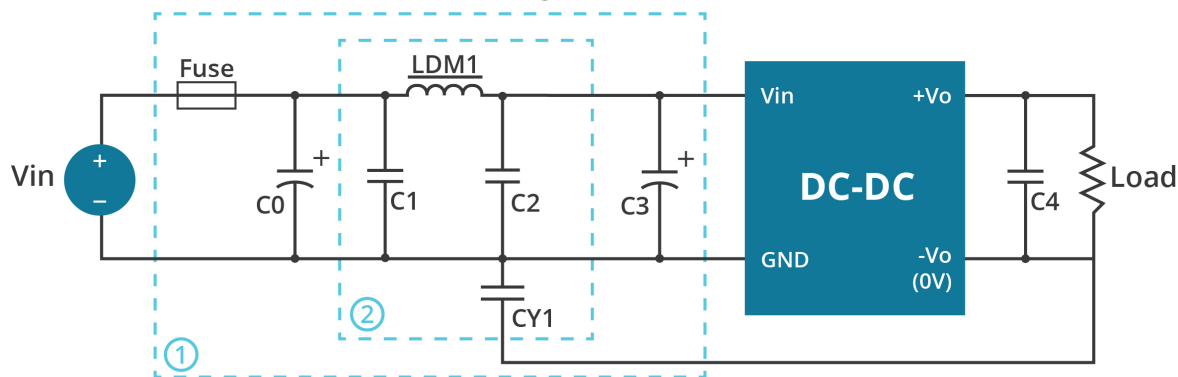 Fuse
LDM1
Vin
+
−
C0
+
C1
C2
C3
+
Vin
+Vo
DC-DC
GND
-Vo
(0V)
C4
Load
CY1
2
1